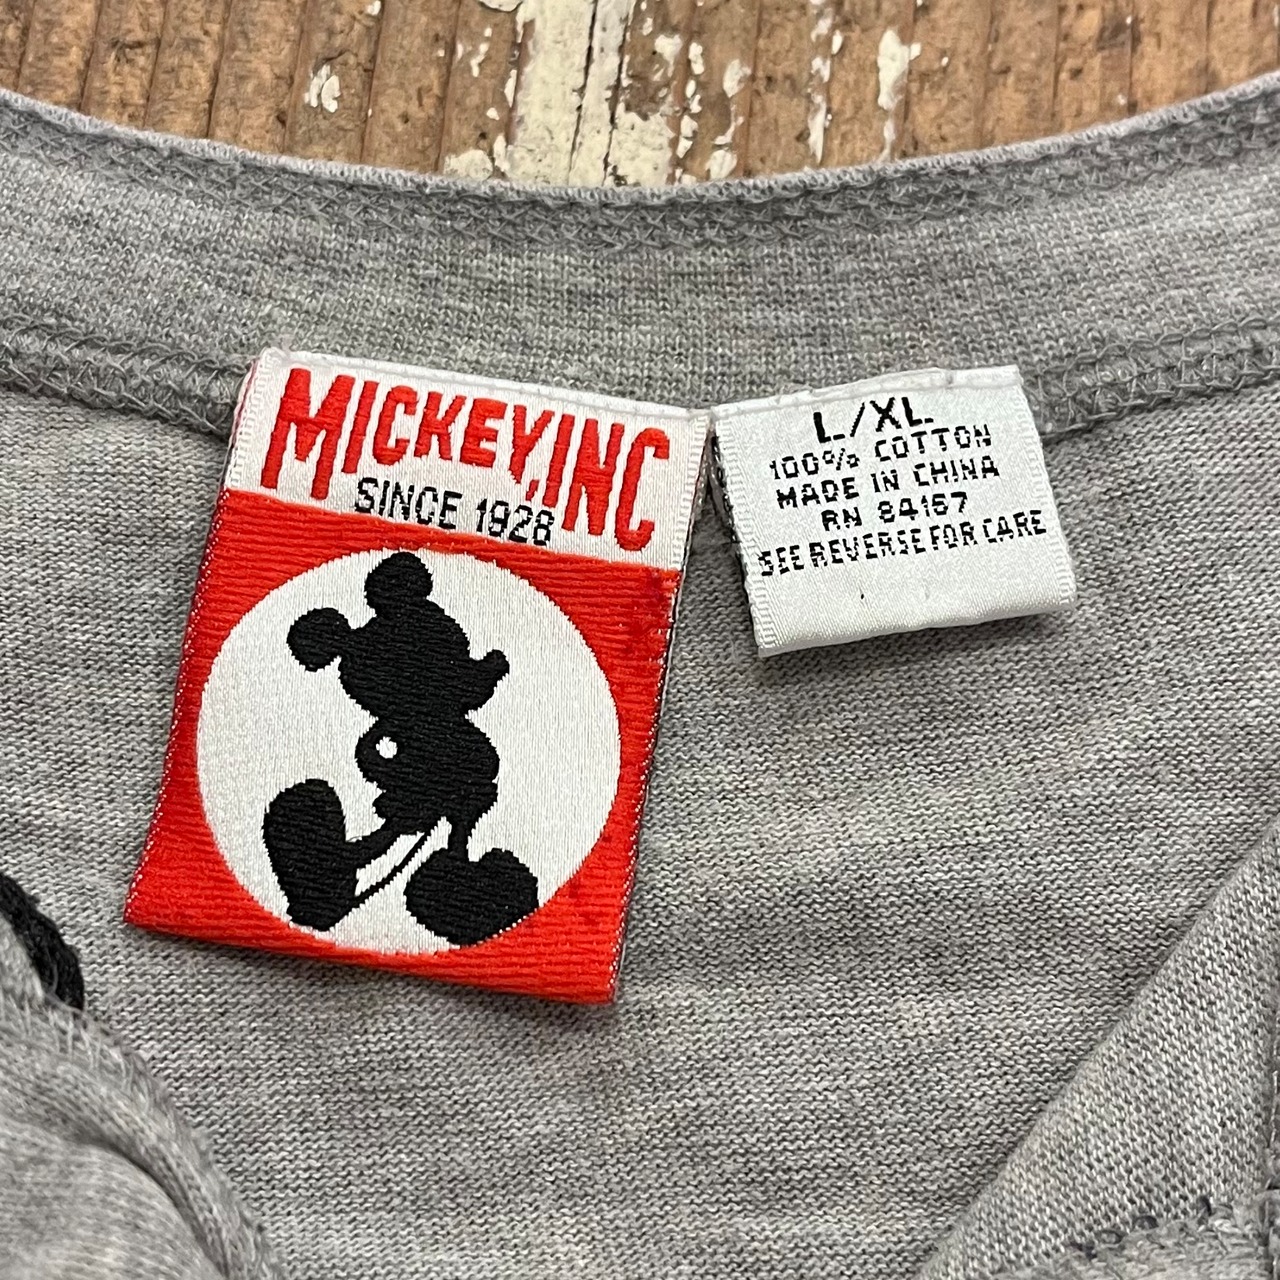 MICKEY, INC
SINCE 1928
L/XL
100% COTTON
MADE IN CHINA
RN 84167
SEE REVERSE FOR CARE